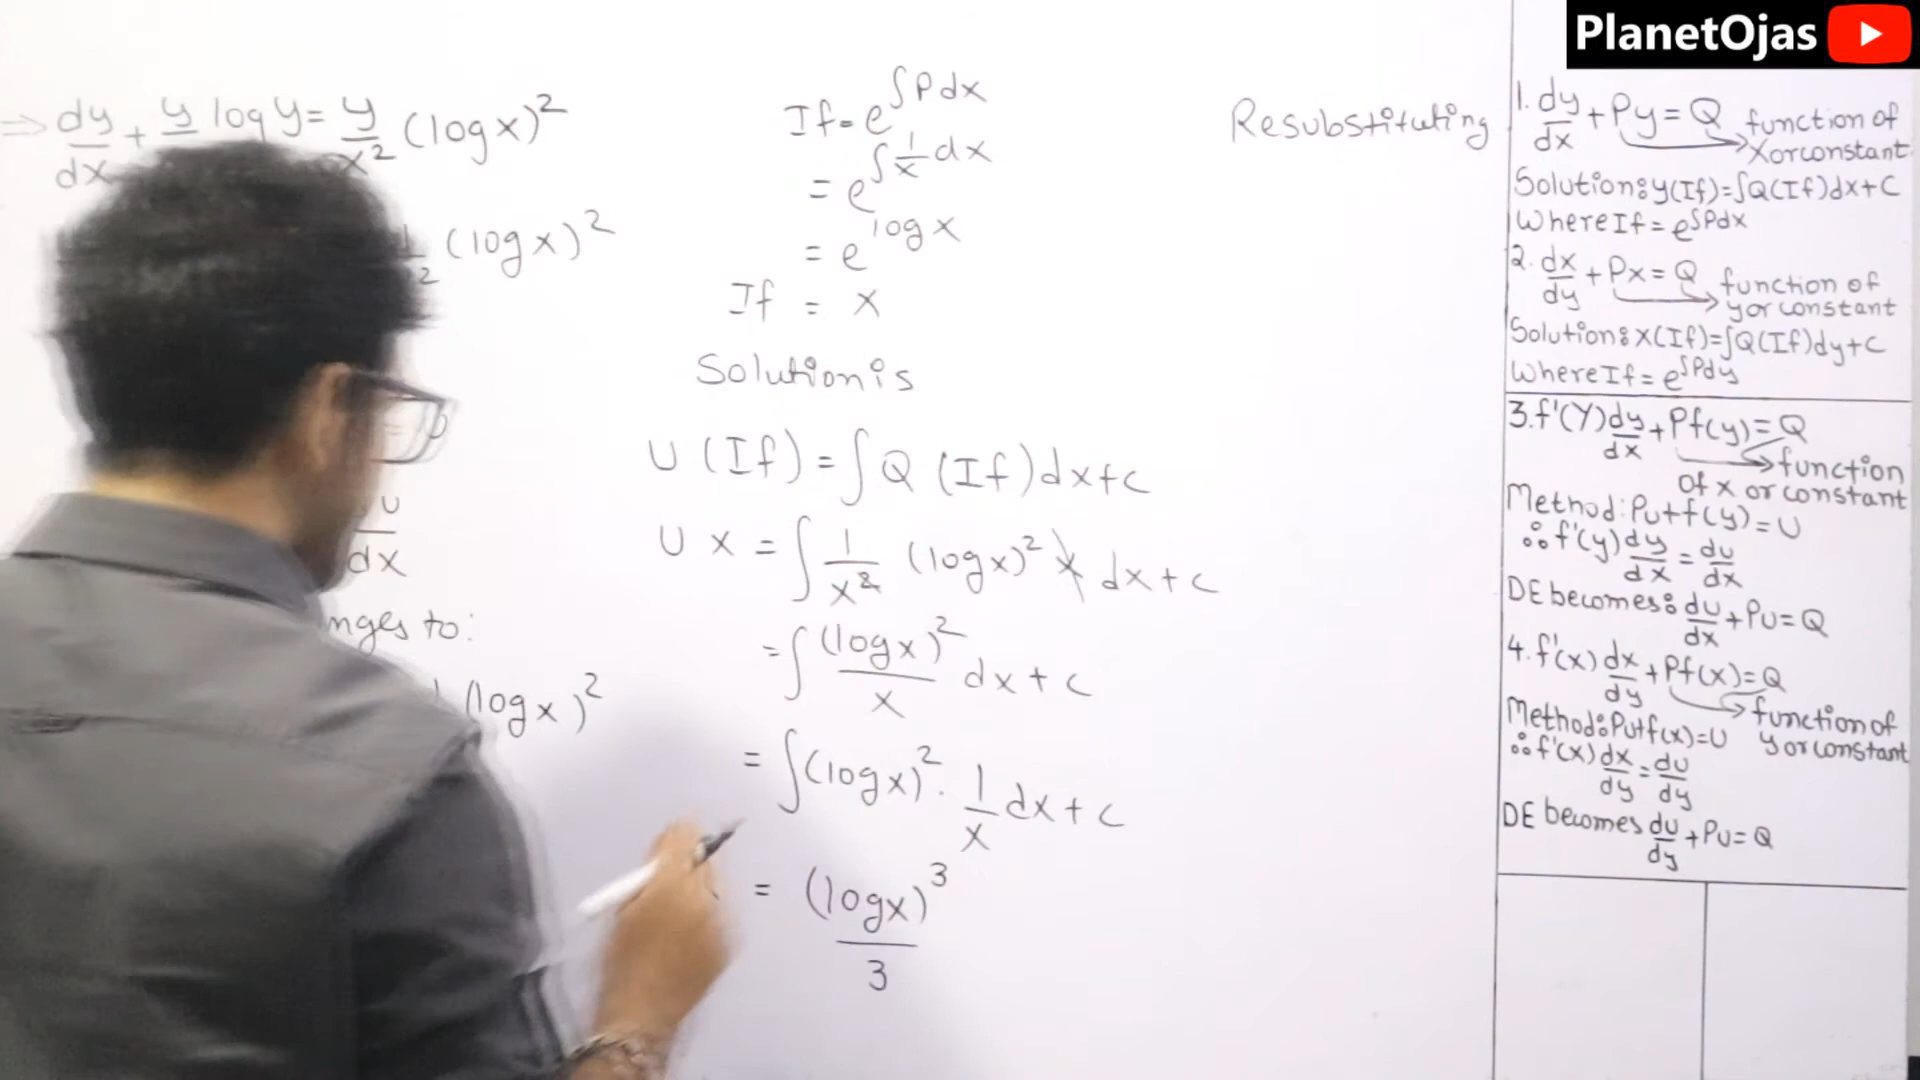 ⇒ dy/dx + y log y = y/x² (log x)²
(log x)²
U
dx
nges to:
(log x)²
If = e^∫Pdx
= e^∫1/x dx
= e^log x
If = x
Solution is
U (If) = ∫Q (If) dx + c
U x = ∫ 1/x² (log x)² x dx + c
= ∫ (log x)²/x dx + c
= ∫ (log x)² . 1/x dx + c
= (log x)³/3
Resubstituting
PlanetOjas
1. dy/dx + Py = Q function of
x or constant
Solution: y(If) = ∫Q(If)dx + C
Where If = e^∫Pdx
2. dx/dy + Px = Q function of
y or constant
Solution: x(If) = ∫Q(If)dy + C
Where If = e^∫Pdy
3. f'(Y) dy/dx + Pf(y) = Q
function
of x or constant
Method: Put f(y) = U
∴ f'(y) dy/dx = du/dx
DE becomes: du/dx + PU = Q
4. f'(x) dx/dy + Pf(x) = Q
function of
y or constant
Method: Put f(x) = U
∴ f'(x) dx/dy = du/dy
DE becomes du/dy + PU = Q